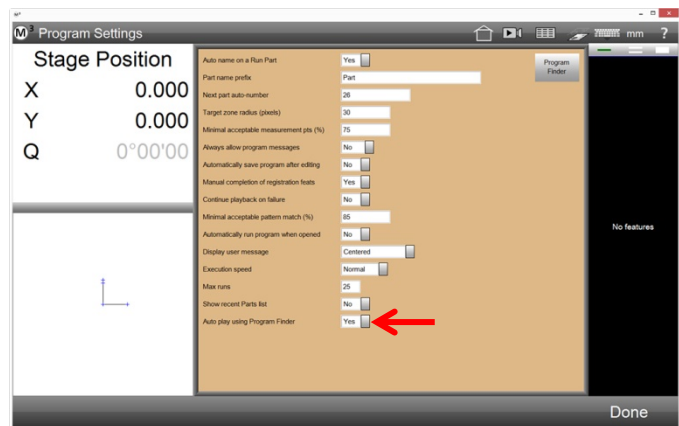 M³ Program Settings
mm ?
Stage Position
X 0.000
Y 0.000
Q 0°00'00
Auto name on a Run Part Yes
Part name prefix Part
Next part auto-number 26
Target zone radius (pixels) 30
Minimal acceptable measurement pts (%) 75
Always allow program messages No
Automatically save program after editing No
Manual completion of registration feats Yes
Continue playback on failure No
Minimal acceptable pattern match (%) 85
Automatically run program when opened No
Display user message Centered
Execution speed Normal
Max runs 25
Show recent Parts list No
Auto play using Program Finder Yes
Program
Finder
No features
Done